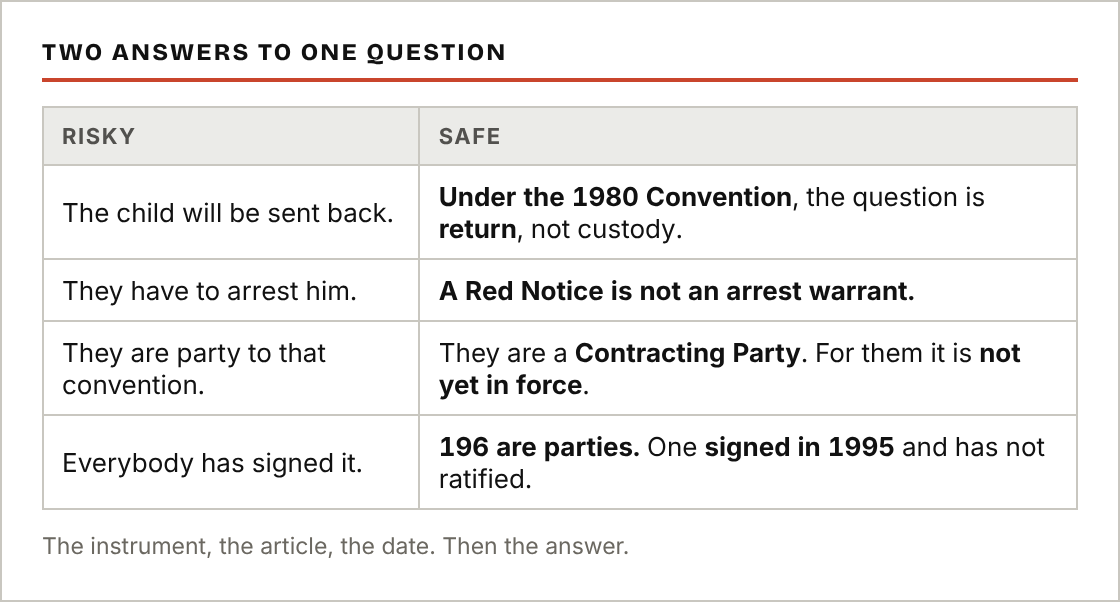 TWO ANSWERS TO ONE QUESTION
RISKY
SAFE
The child will be sent back.
Under the 1980 Convention, the question is
return, not custody.
They have to arrest him.
A Red Notice is not an arrest warrant.
They are party to that
convention.
They are a Contracting Party. For them it is not
yet in force.
Everybody has signed it.
196 are parties. One signed in 1995 and has not
ratified.
The instrument, the article, the date. Then the answer.